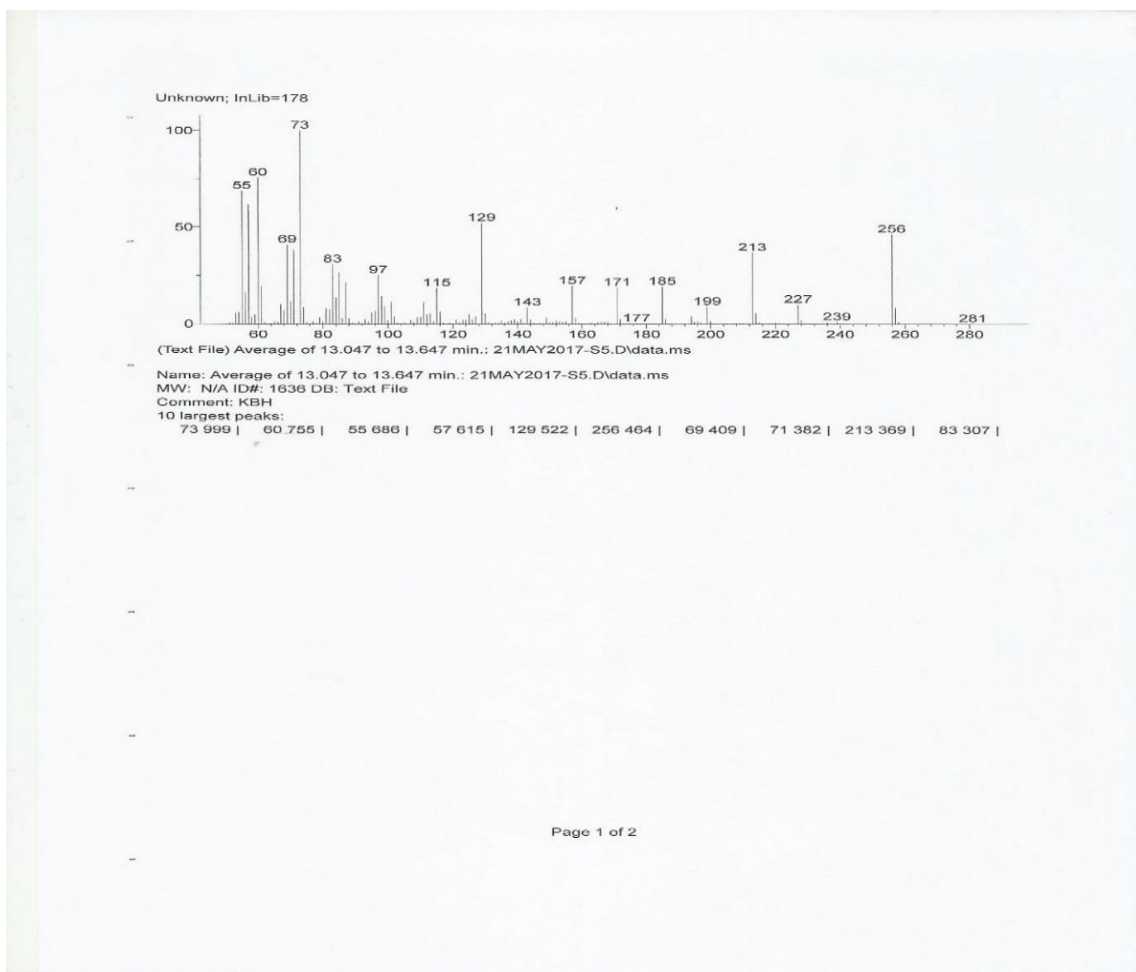 Unknown; InLib=178
100
73
55
60
129
50
256
69
213
83
97
115
157
171
185
143
199
227
177
239
281
0
60 80 100 120 140 160 180 200 220 240 260 280
(Text File) Average of 13.047 to 13.647 min.: 21MAY2017-S5.D\data.ms
Name: Average of 13.047 to 13.647 min.: 21MAY2017-S5.D\data.ms
MW: N/A ID#: 1636 DB: Text File
Comment: KBH
10 largest peaks:
73 999 | 60 755 | 55 686 | 57 615 | 129 522 | 256 464 | 69 409 | 71 382 | 213 369 | 83 307 |
Page 1 of 2